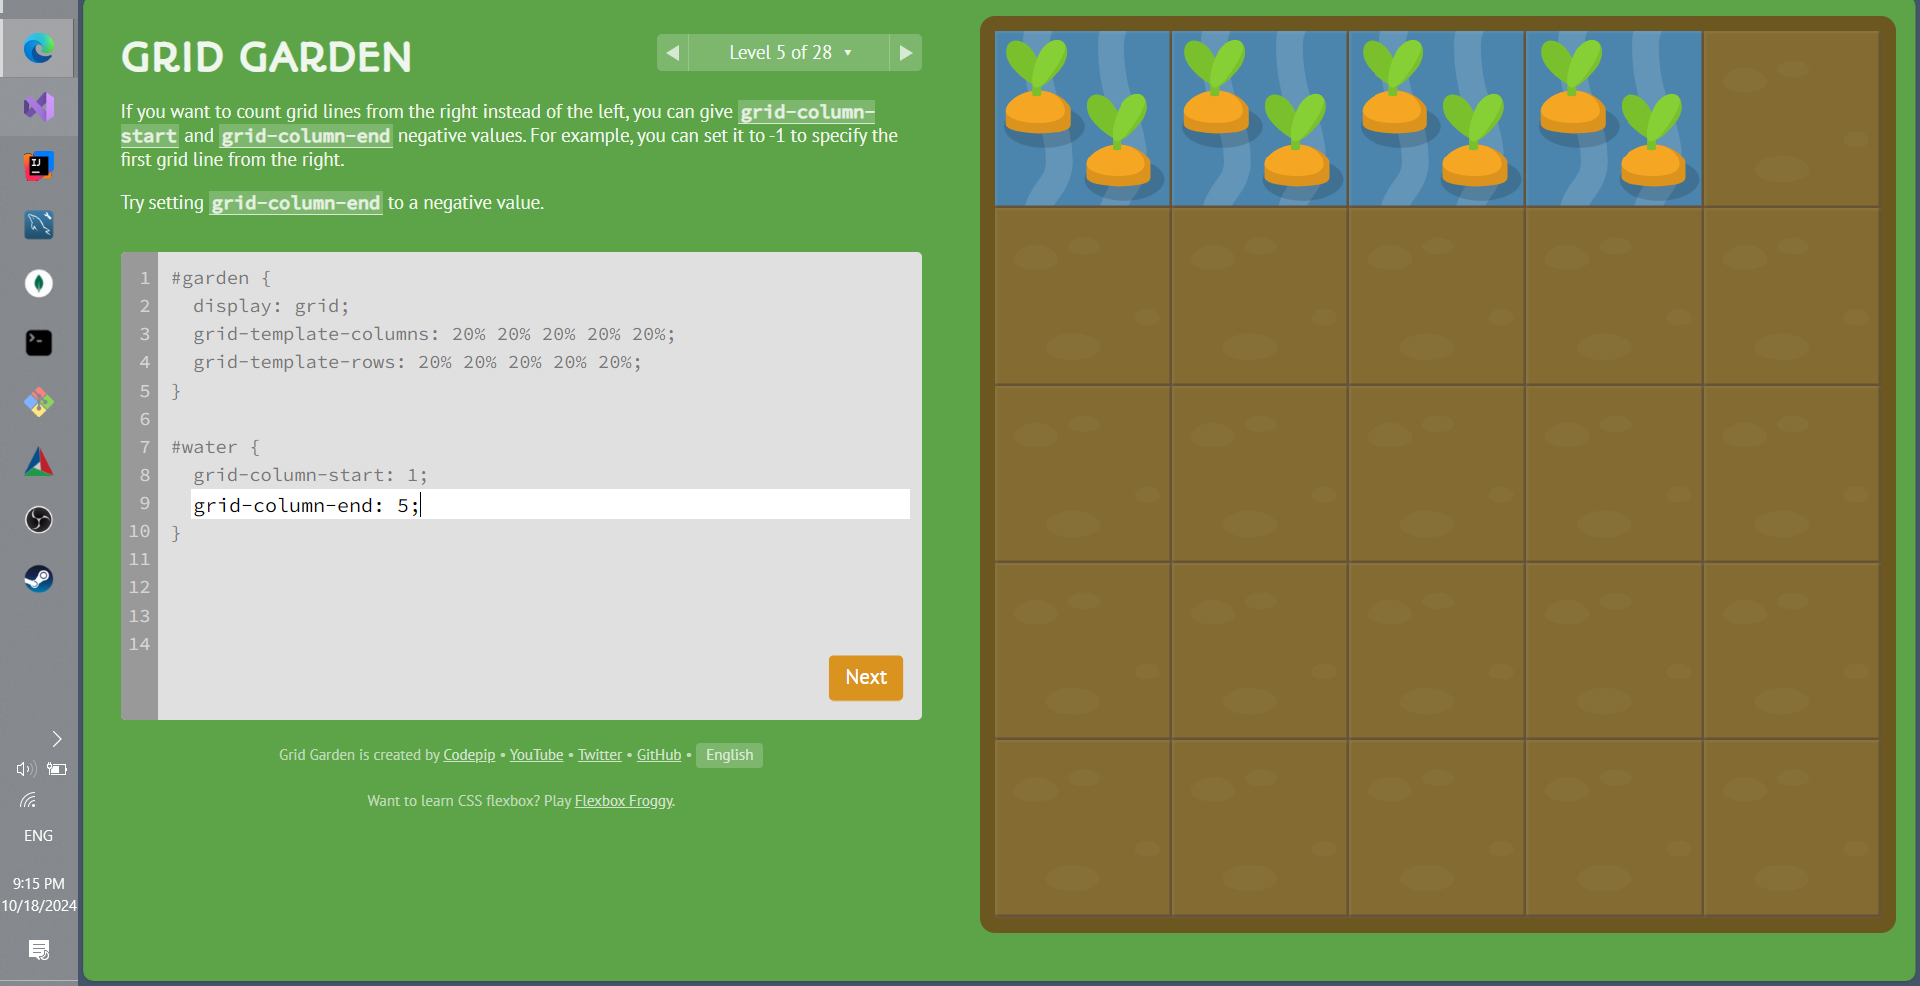 GRID GARDEN
Level 5 of 28
If you want to count grid lines from the right instead of the left, you can give grid-column-
start and grid-column-end negative values. For example, you can set it to -1 to specify the
first grid line from the right.
Try setting grid-column-end to a negative value.
1 #garden {
2 display: grid;
3 grid-template-columns: 20% 20% 20% 20% 20%;
4 grid-template-rows: 20% 20% 20% 20% 20%;
5 }
6
7 #water {
8 grid-column-start: 1;
9 grid-column-end: 5;
10 }
11
12
13
14
Next
Grid Garden is created by Codepip • YouTube • Twitter • GitHub • English
Want to learn CSS flexbox? Play Flexbox Froggy.
IJ
ENG
9:15 PM
10/18/2024